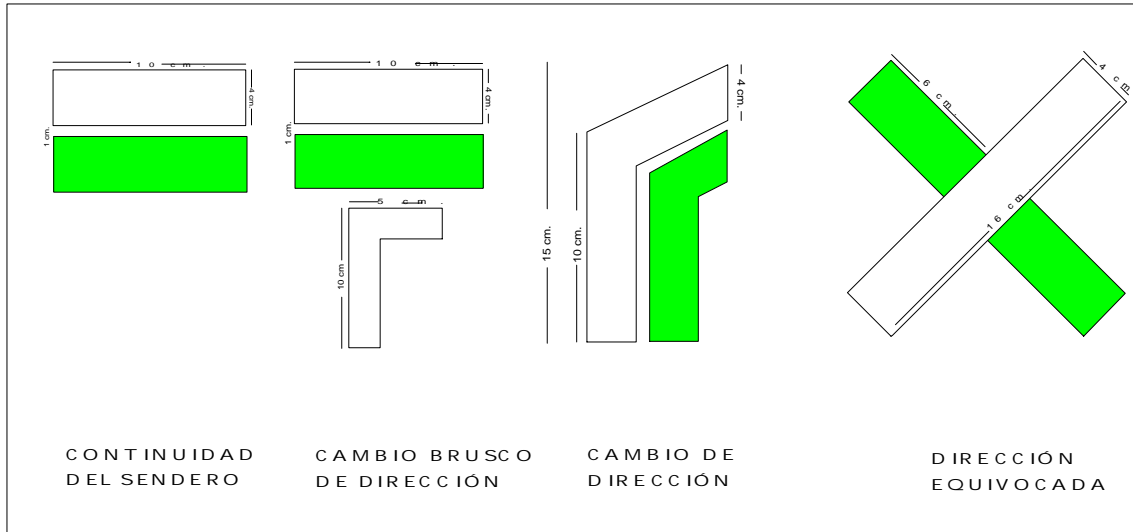 10 cm.
4 cm.
1 cm.
10 cm.
4 cm.
1 cm.
5 cm.
10 cm
15 cm.
10 cm.
4 cm.
6 cm.
4 cm
16 cm.
CONTINUIDAD
DEL SENDERO
CAMBIO BRUSCO
DE DIRECCIÓN
CAMBIO DE
DIRECCIÓN
DIRECCIÓN
EQUIVOCADA